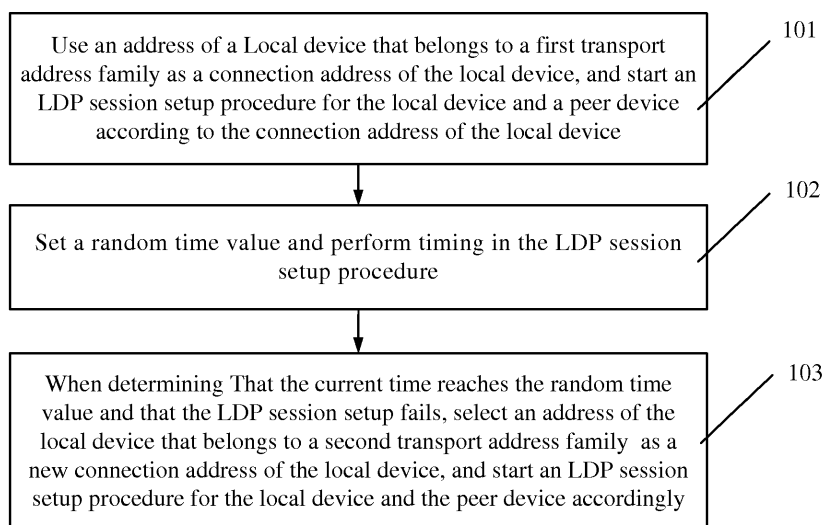 Use an address of a Local device that belongs to a first transport
address family as a connection address of the local device, and start an
LDP session setup procedure for the local device and a peer device
according to the connection address of the local device
101
Set a random time value and perform timing in the LDP session
setup procedure
102
When determining That the current time reaches the random time
value and that the LDP session setup fails, select an address of the
local device that belongs to a second transport address family as a
new connection address of the local device, and start an LDP session
setup procedure for the local device and the peer device accordingly
103